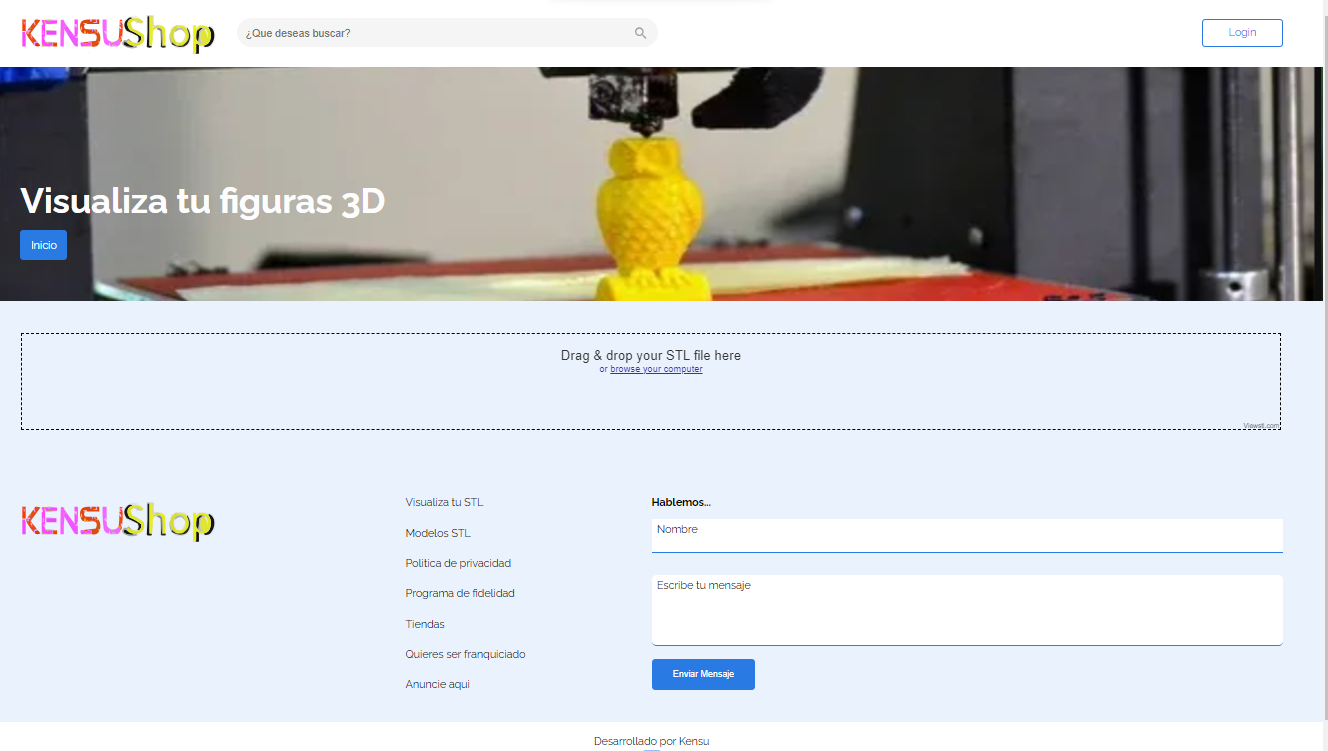 KENSUShop
¿Que deseas buscar?
Login
Visualiza tu figuras 3D
Inicio
Drag & drop your STL file here
or browse your computer
Viewstl.com
KENSUShop
Visualiza tu STL
Modelos STL
Politica de privacidad
Programa de fidelidad
Tiendas
Quieres ser franquiciado
Anuncie aqui
Hablemos...
Nombre
Escribe tu mensaje
Enviar Mensaje
Desarrollado por Kensu